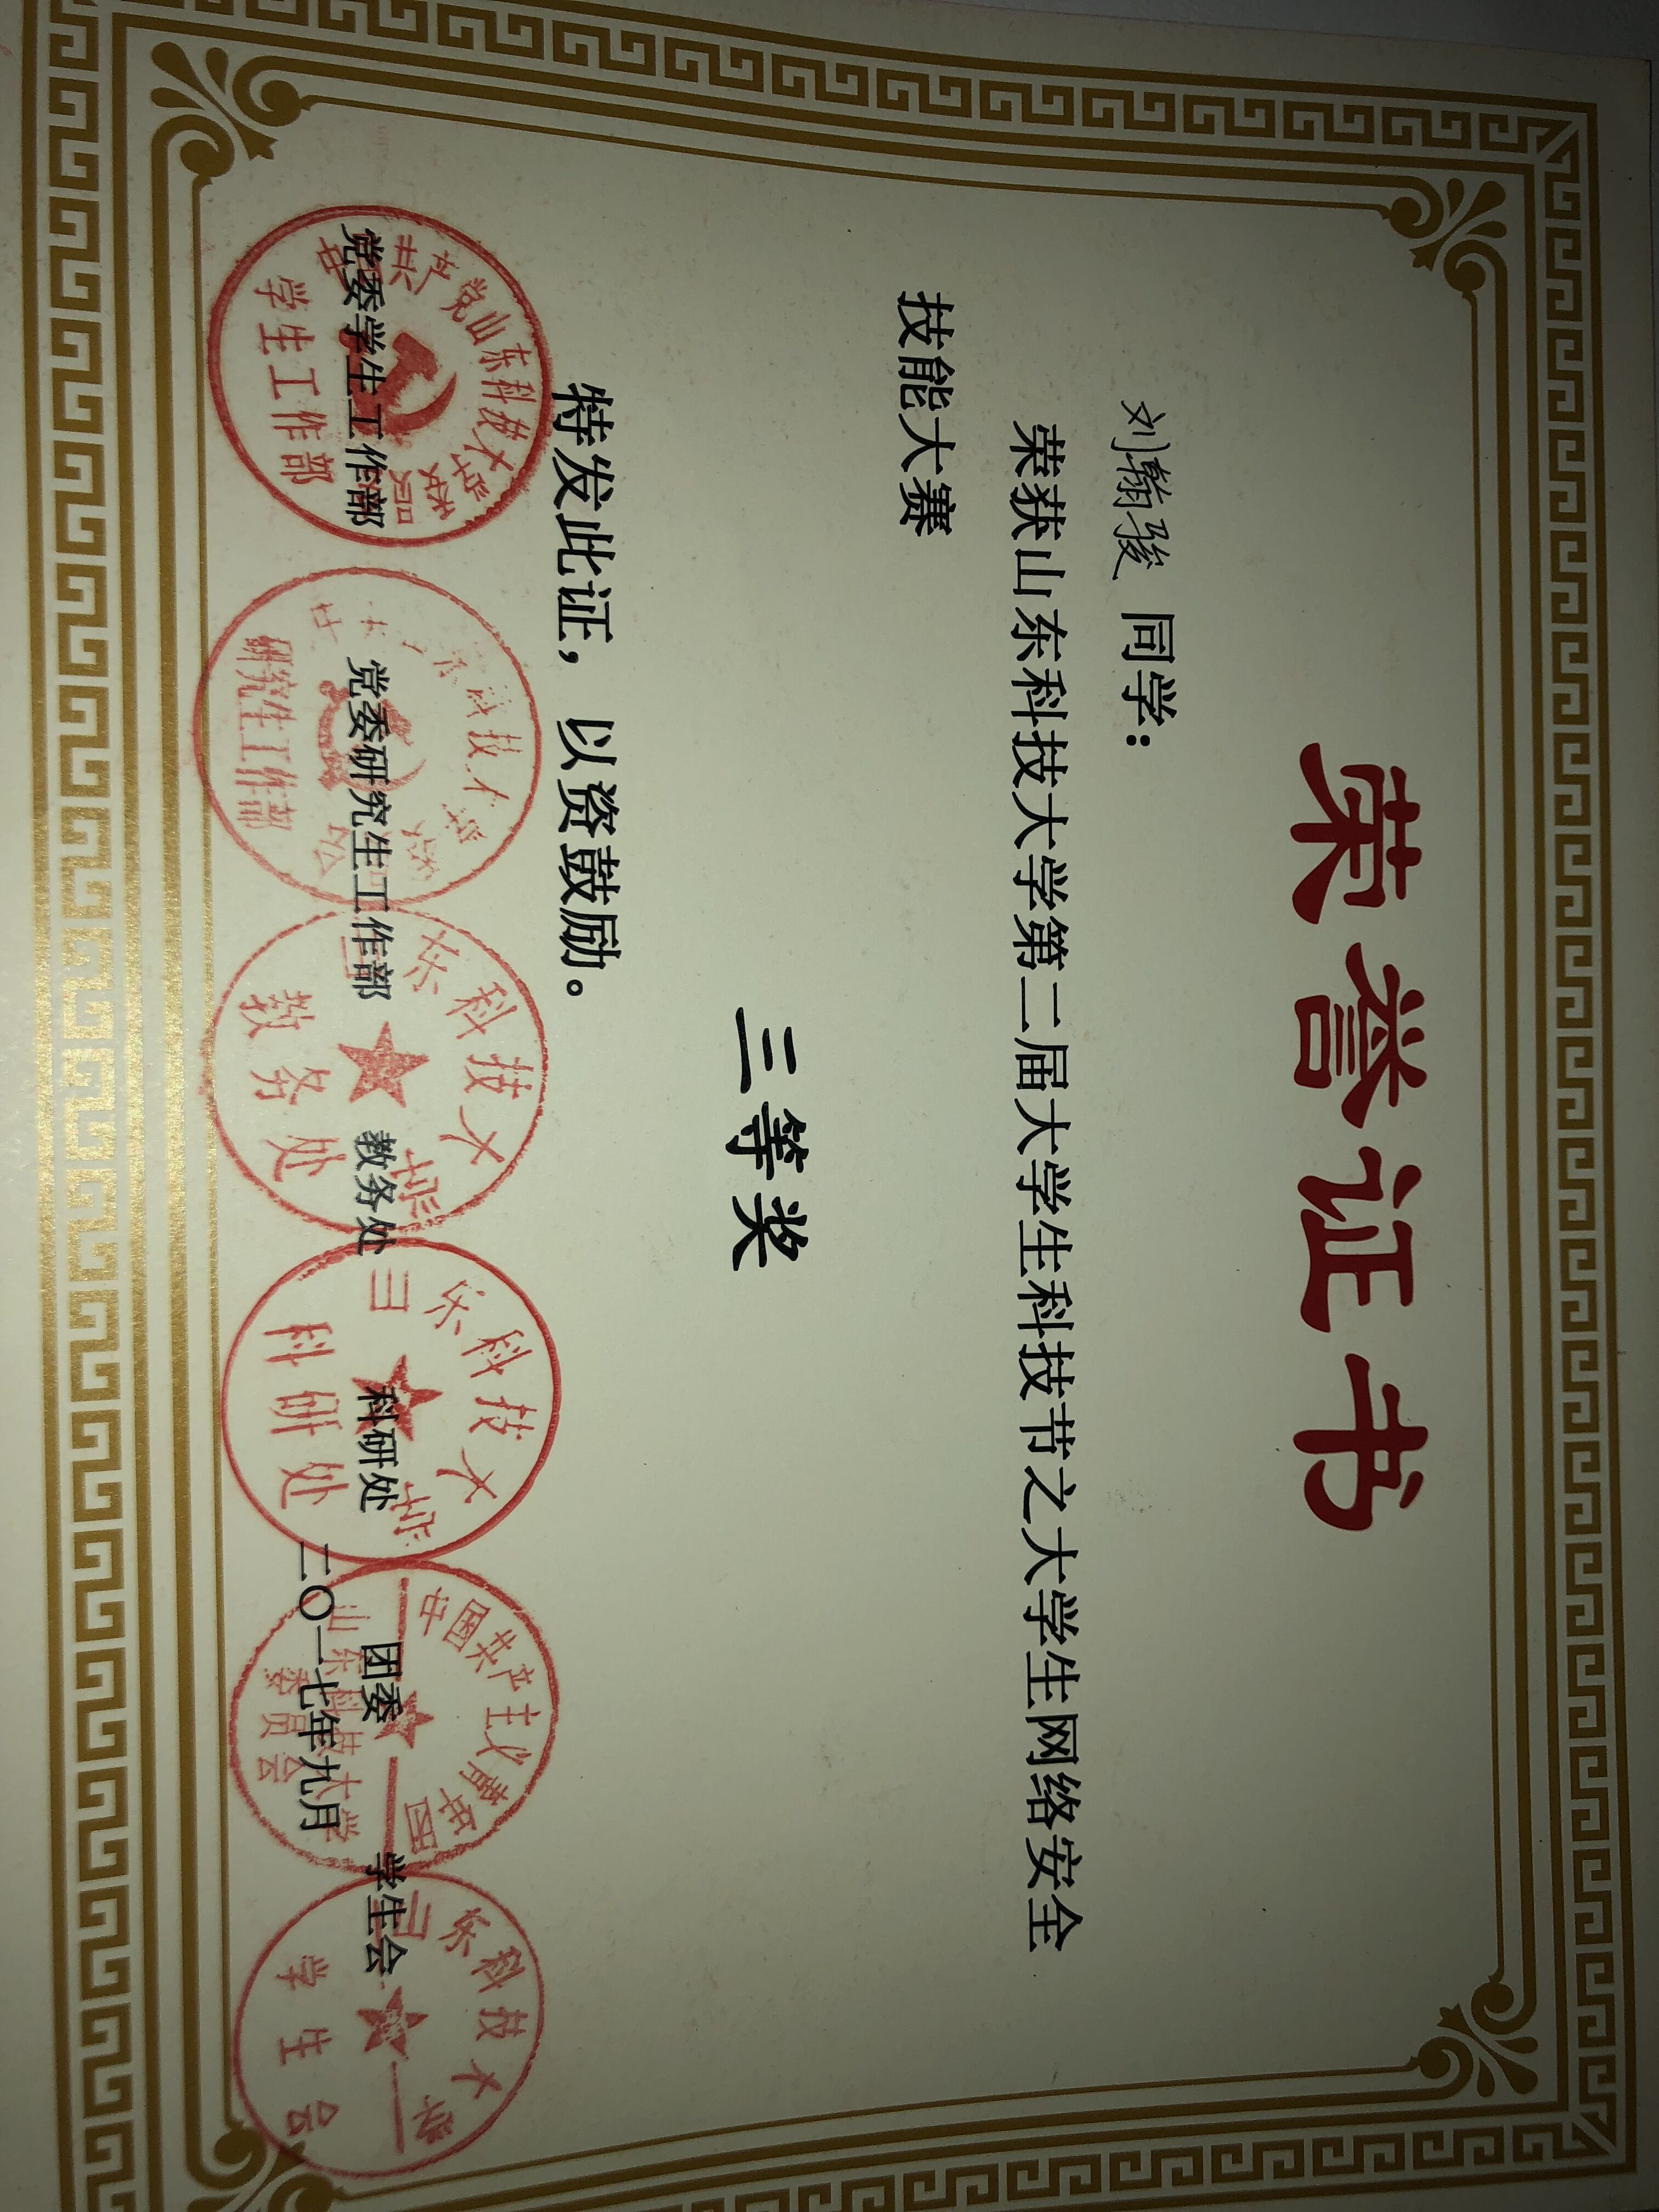 荣誉证书
刘翰骏 同学：
荣获山东科技大学第二届大学生科技节之大学生网络安全
技能大赛
三等奖
特发此证，以资鼓励。
党委学生工作部 党委研究生工作部 教务处 科研处 团委 学生会
二〇一七年九月
中共产党山东科技大学委员
学生工作部
科技大学委
研究生工作部
山东科技大学
教务处
山东科技大学
科研处
中国共产主义青年团
山东科技大学
委员会
山东科技大学
学生会